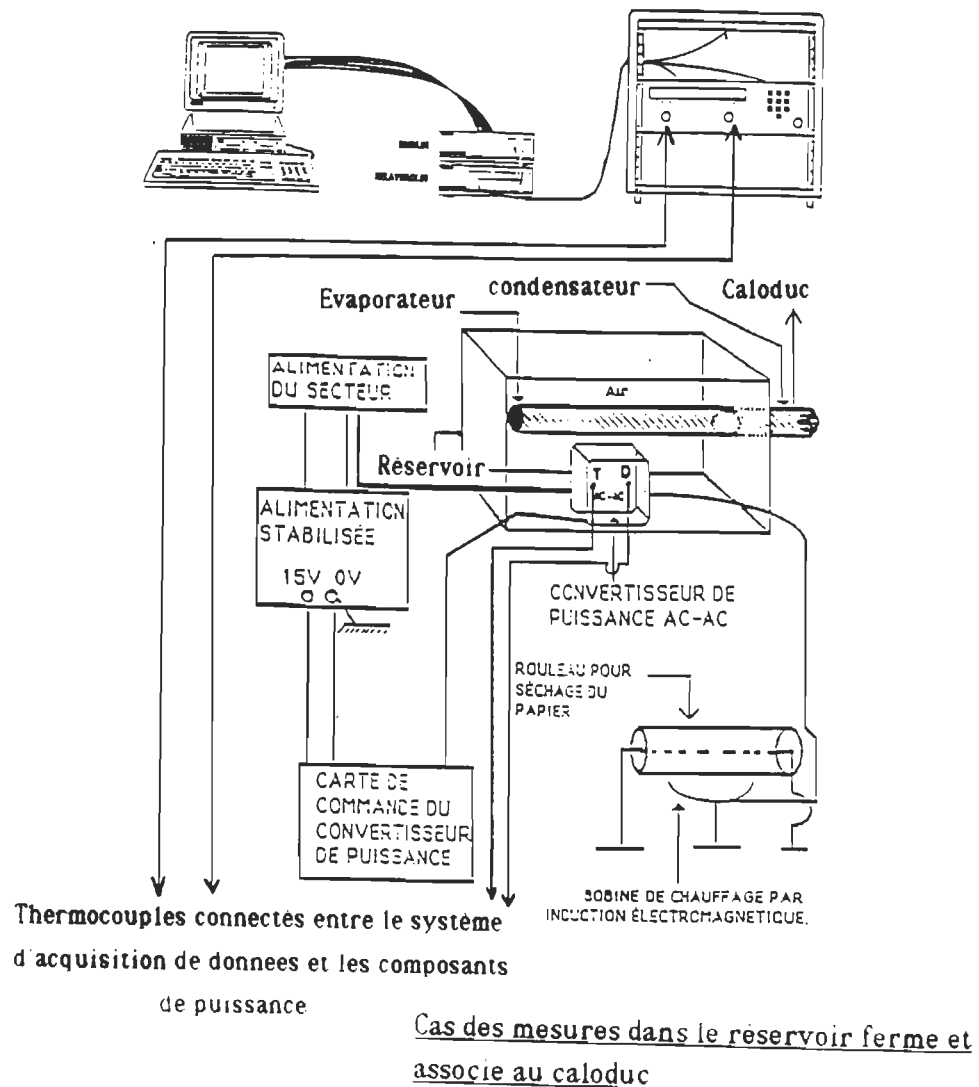 Evaporateur
condensateur
Caloduc
ALIMENTATION
DU SECTEUR
Air
Réservoir
T D
AC-AC
ALIMENTATION
STABILISÉE
15V 0V
CONVERTISSEUR DE
PUISSANCE AC-AC
ROULEAU POUR
SÉCHAGE DU
PAPIER
CARTE DE
COMMANDE DU
CONVERTISSEUR
DE PUISSANCE
BOBINE DE CHAUFFAGE PAR
INDUCTION ÉLECTROMAGNETIQUE.
Thermocouples connectés entre le système
d'acquisition de donnees et les composants
de puissance
Cas des mesures dans le réservoir ferme et
associe au caloduc